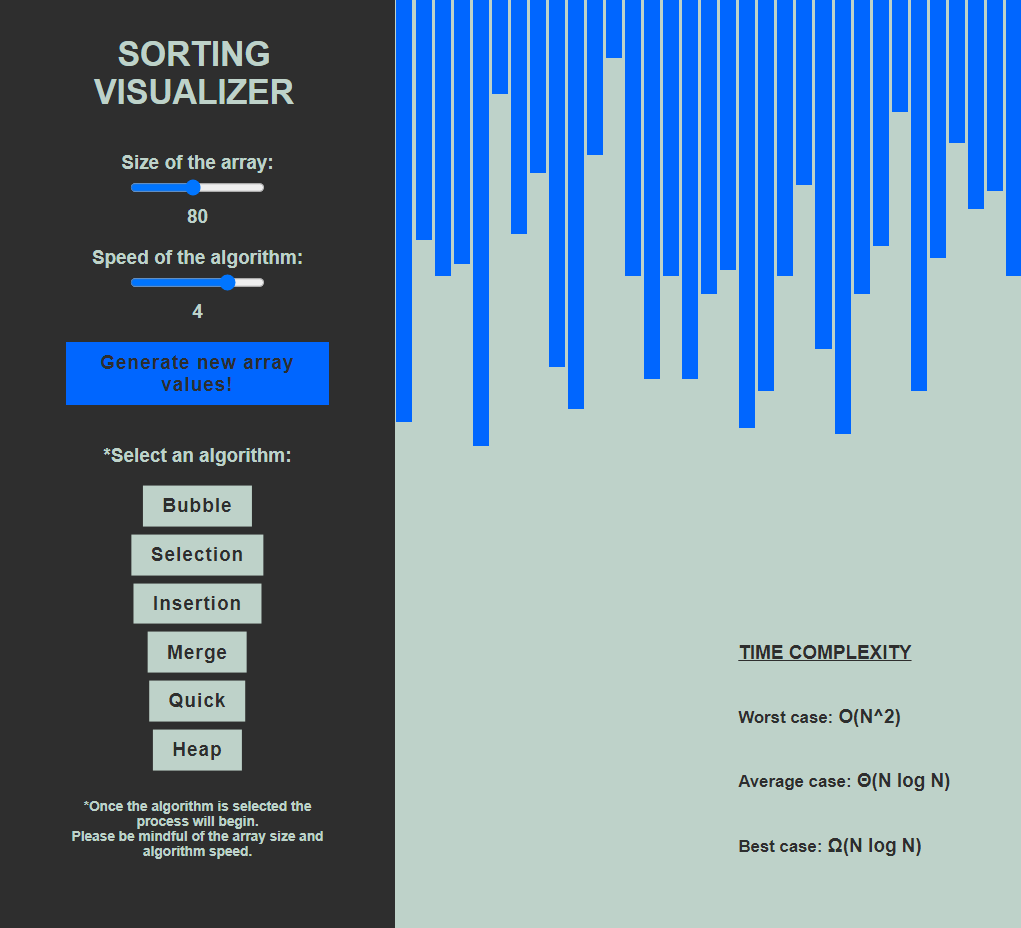 SORTING
VISUALIZER
Size of the array:
80
Speed of the algorithm:
4
Generate new array
values!
*Select an algorithm:
Bubble
Selection
Insertion
Merge
Quick
Heap
*Once the algorithm is selected the
process will begin.
Please be mindful of the array size and
algorithm speed.
TIME COMPLEXITY
Worst case: O(N^2)
Average case: Θ(N log N)
Best case: Ω(N log N)